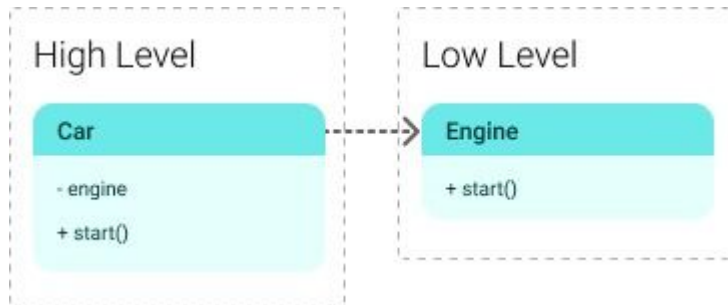 High Level
Car
- engine
+ start()
Low Level
Engine
+ start()